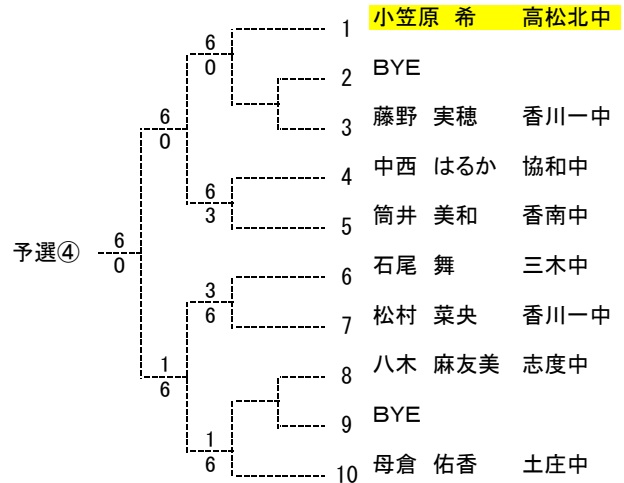 6
0
1 小笠原 希 高松北中
2 BYE
3 藤野 実穂 香川一中
6
0
4 中西 はるか 協和中
6
3
5 筒井 美和 香南中
予選④
6
0
6 石尾 舞 三木中
3
6
7 松村 菜央 香川一中
1
6
8 八木 麻友美 志度中
9 BYE
1
6
10 母倉 佑香 土庄中